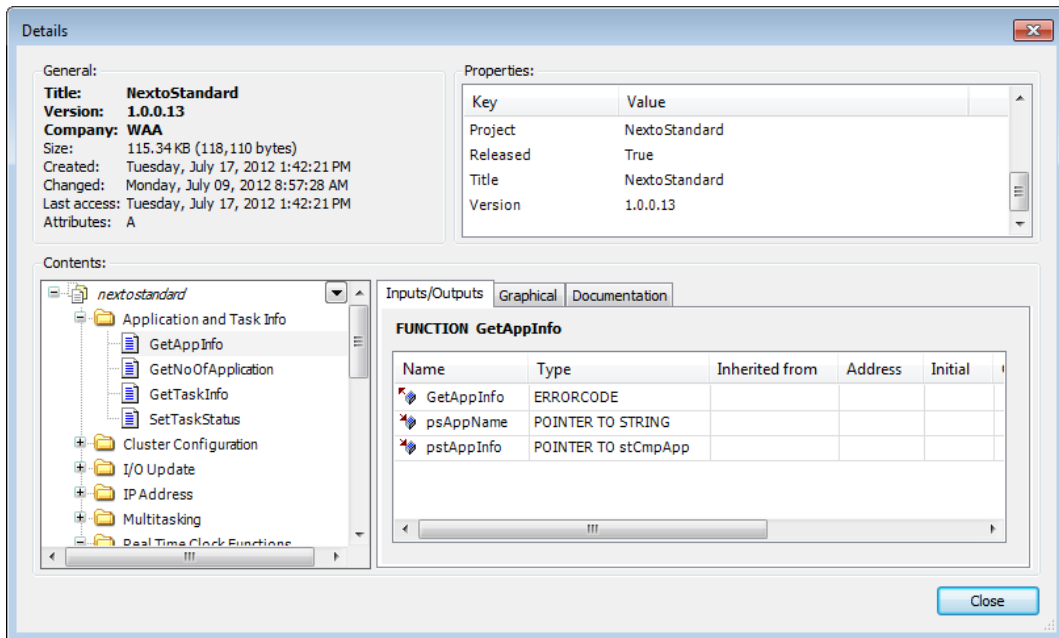 Details
General:
Title: NextoStandard
Version: 1.0.0.13
Company: WAA
Size: 115.34 KB (118,110 bytes)
Created: Tuesday, July 17, 2012 1:42:21 PM
Changed: Monday, July 09, 2012 8:57:28 AM
Last access: Tuesday, July 17, 2012 1:42:21 PM
Attributes: A
Properties:
Key Value
Project NextoStandard
Released True
Title NextoStandard
Version 1.0.0.13
Contents:
nextostandard
Application and Task Info
GetAppInfo
GetNoOfApplication
GetTaskInfo
SetTaskStatus
Cluster Configuration
I/O Update
IP Address
Multitasking
Real Time Clock Functions
Inputs/Outputs Graphical Documentation
FUNCTION GetAppInfo
Name Type Inherited from Address Initial
GetAppInfo ERRORCODE
psAppName POINTER TO STRING
pstAppInfo POINTER TO stCmpApp
Close